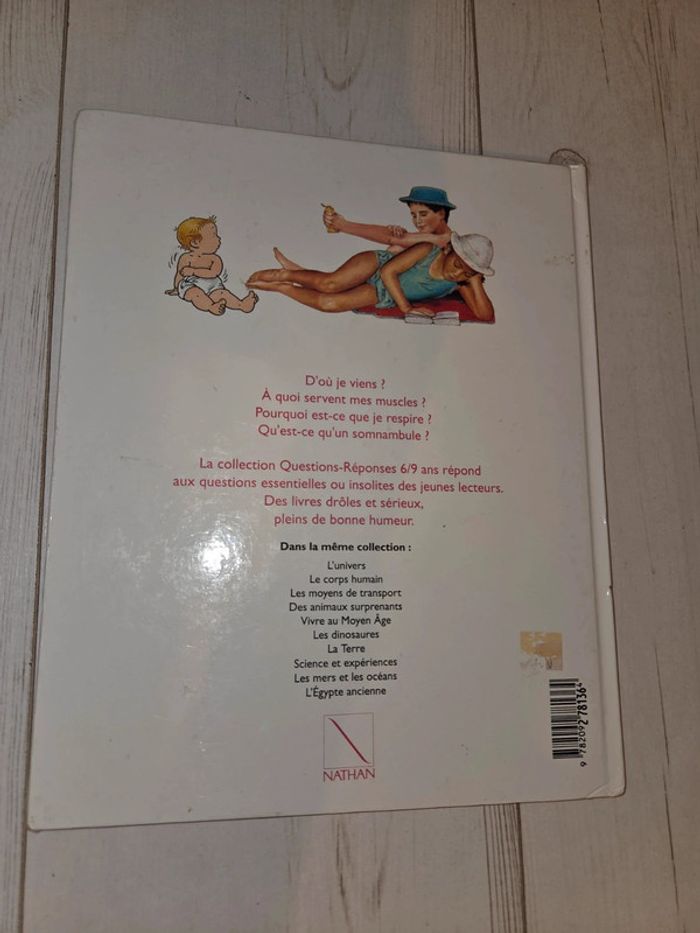 D'où je viens ?
À quoi servent mes muscles ?
Pourquoi est-ce que je respire ?
Qu'est-ce qu'un somnambule ?
La collection Questions-Réponses 6/9 ans répond
aux questions essentielles ou insolites des jeunes lecteurs.
Des livres drôles et sérieux,
pleins de bonne humeur.
Dans la même collection :
L'univers
Le corps humain
Les moyens de transport
Des animaux surprenants
Vivre au Moyen Âge
Les dinosaures
La Terre
Science et expériences
Les mers et les océans
L'Égypte ancienne
NATHAN
9 782092 781364